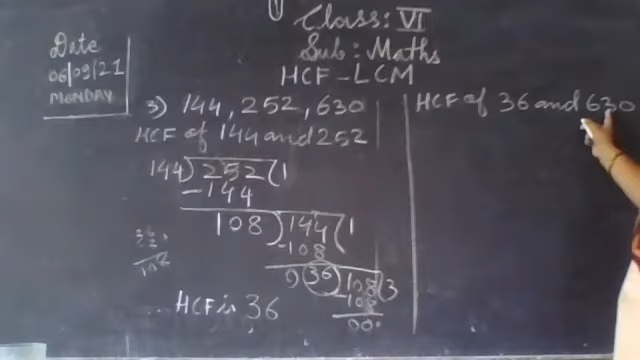 Class: VI
Sub: Maths
HCF-LCM
Date
06/09/21
MONDAY
3) 144, 252, 630
HCF of 144 and 252
144) 252 (1
-144
108) 144 (1
-108
036) 108 (3
-108
000
HCF is 36
HCF of 36 and 630